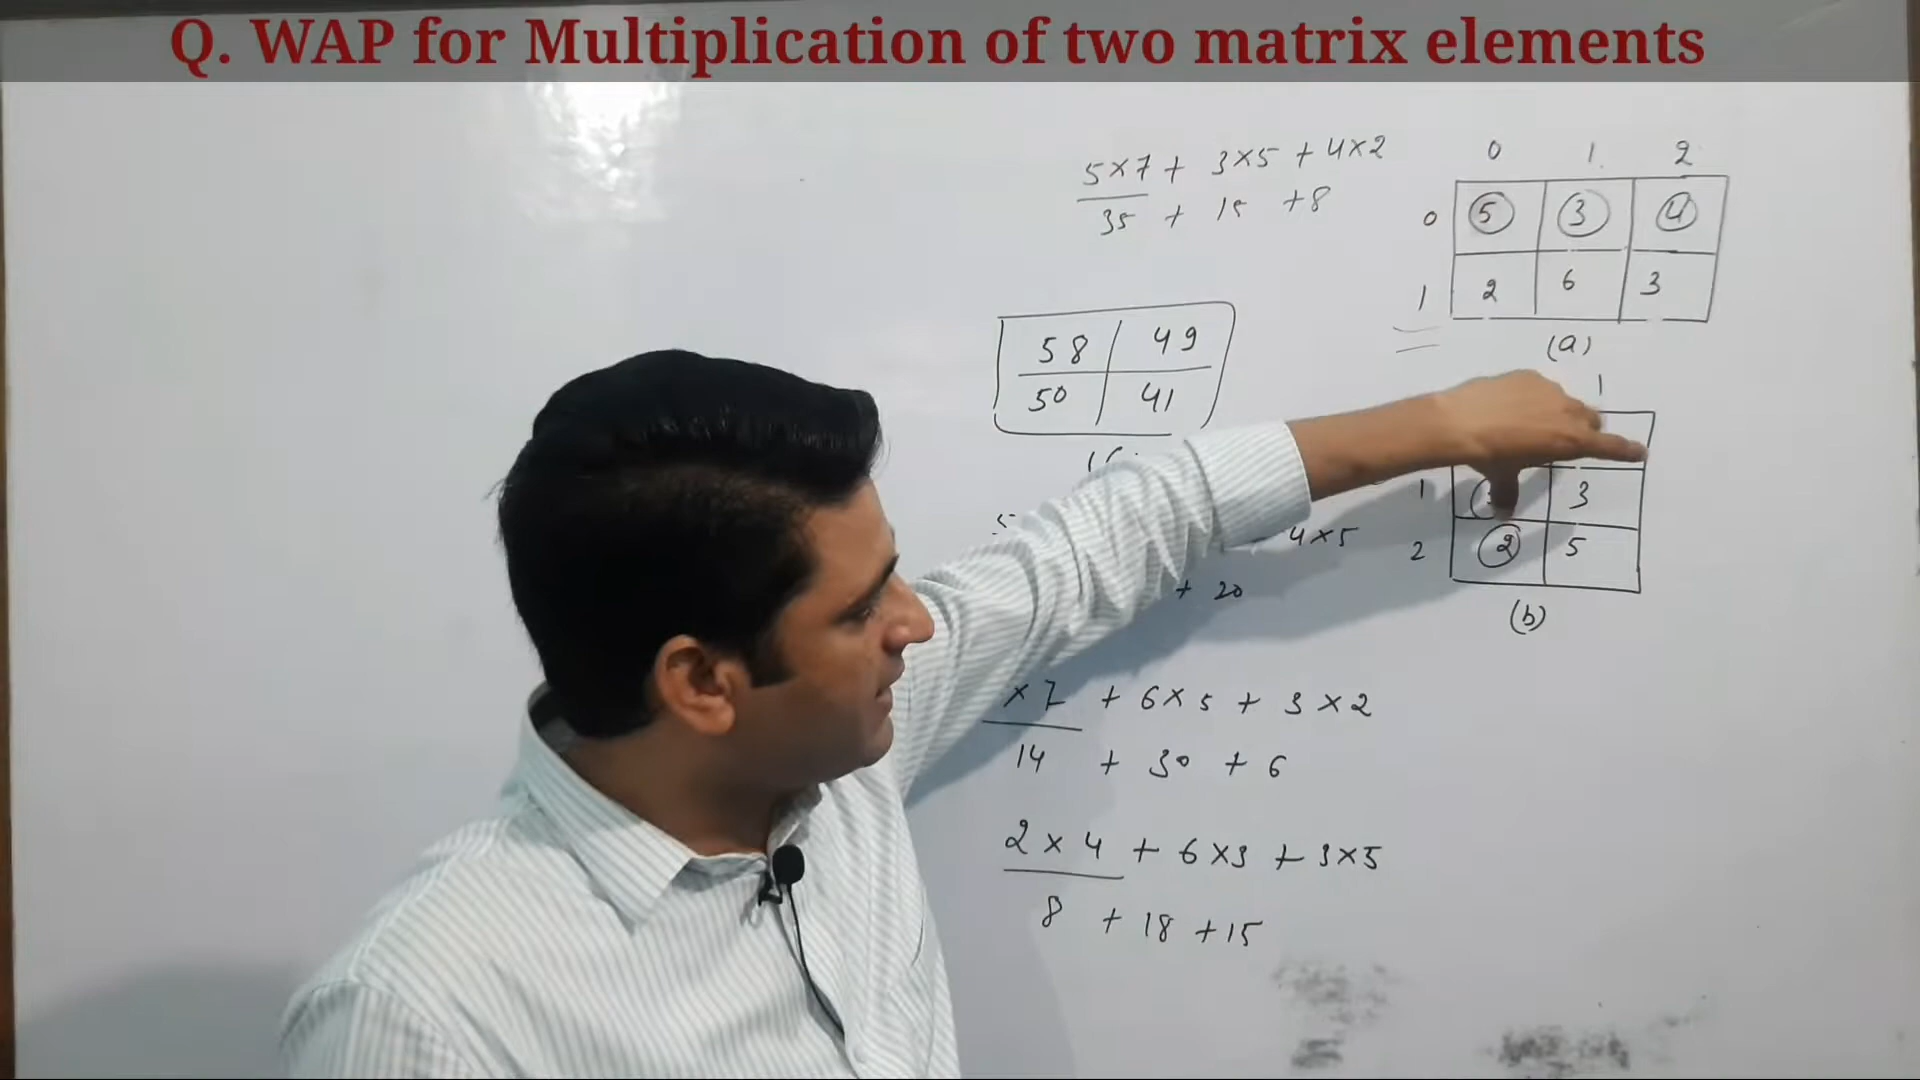 Q. WAP for Multiplication of two matrix elements
5×7 + 3×5 + 4×2
35 + 15 +8
0 1 2
0 5 3 4
1 2 6 3
(a)
58 49
50 41
1
1 3
2 2 5
(b)
4×5
+ 20
×7 + 6×5 + 3×2
14 + 30 + 6
2×4 + 6×3 + 3×5
8 + 18 +15